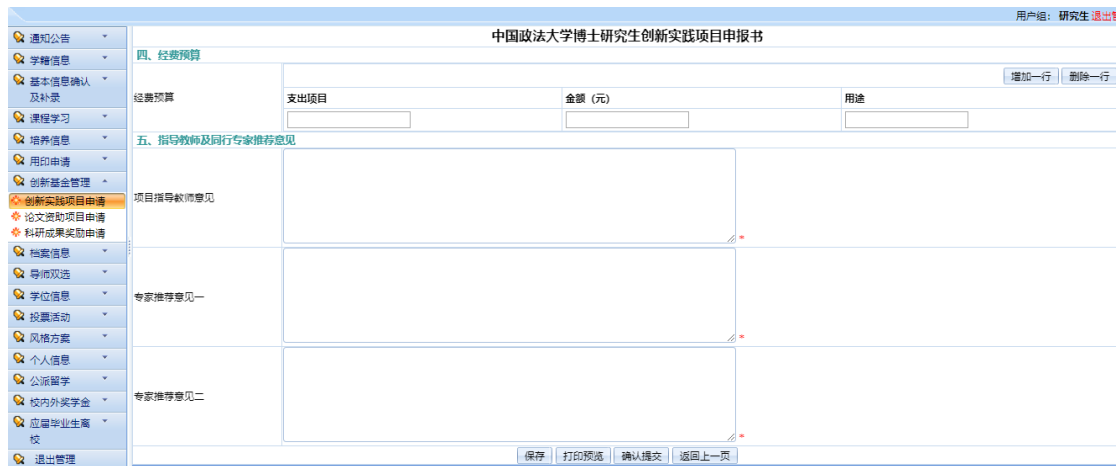 用户组: 研究生 退出管
通知公告
学籍信息
基本信息确认
及补录
课程学习
培养信息
用印申请
创新基金管理
创新实践项目申请
论文资助项目申请
科研成果奖励申请
档案信息
导师双选
学位信息
投票活动
风格方案
个人信息
公派留学
校内外奖学金
应届毕业生离
校
退出管理
中国政法大学博士研究生创新实践项目申报书
四、经费预算
增加一行 删除一行
经费预算
支出项目 金额（元） 用途
五、指导教师及同行专家推荐意见
项目指导教师意见
*
专家推荐意见一
*
专家推荐意见二
*
保存 打印预览 确认提交 返回上一页